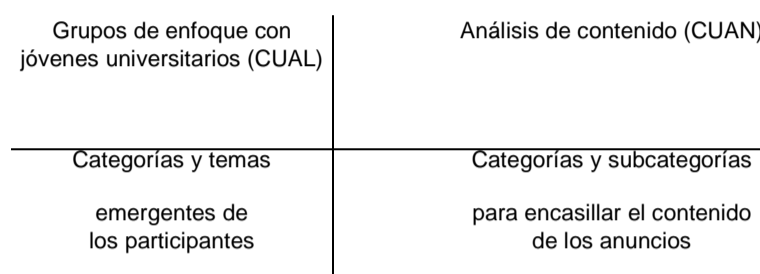 Grupos de enfoque con
jóvenes universitarios (CUAL)
Análisis de contenido (CUAN)
Categorías y temas
emergentes de
los participantes
Categorías y subcategorías
para encasillar el contenido
de los anuncios